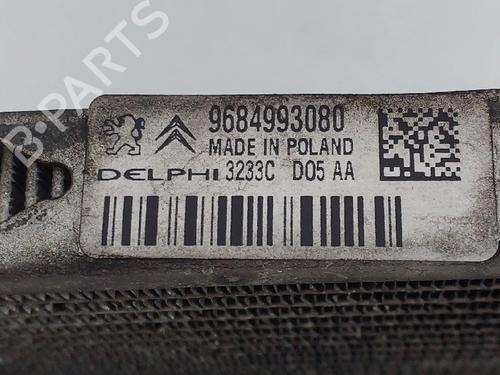 9684993080
MADE IN POLAND
DELPHI 3233C D05 AA
B-PARTS